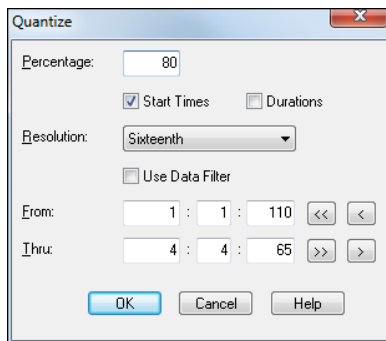 Quantize
Percentage: 80
Start Times Durations
Resolution: Sixteenth
Use Data Filter
From: 1 : 1 : 110 << <
Thru: 4 : 4 : 65 >> >
OK Cancel Help